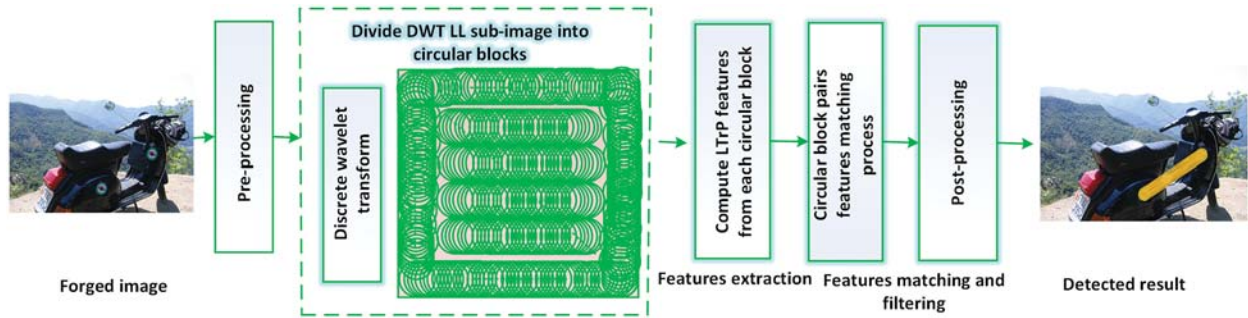 Divide DWT LL sub-image into
circular blocks
Pre-processing
Discrete wavelet
transform
Compute LTrP features
from each circular block
Circular block pairs
features matching
process
Post-processing
Forged image
Features extraction
Features matching and
filtering
Detected result